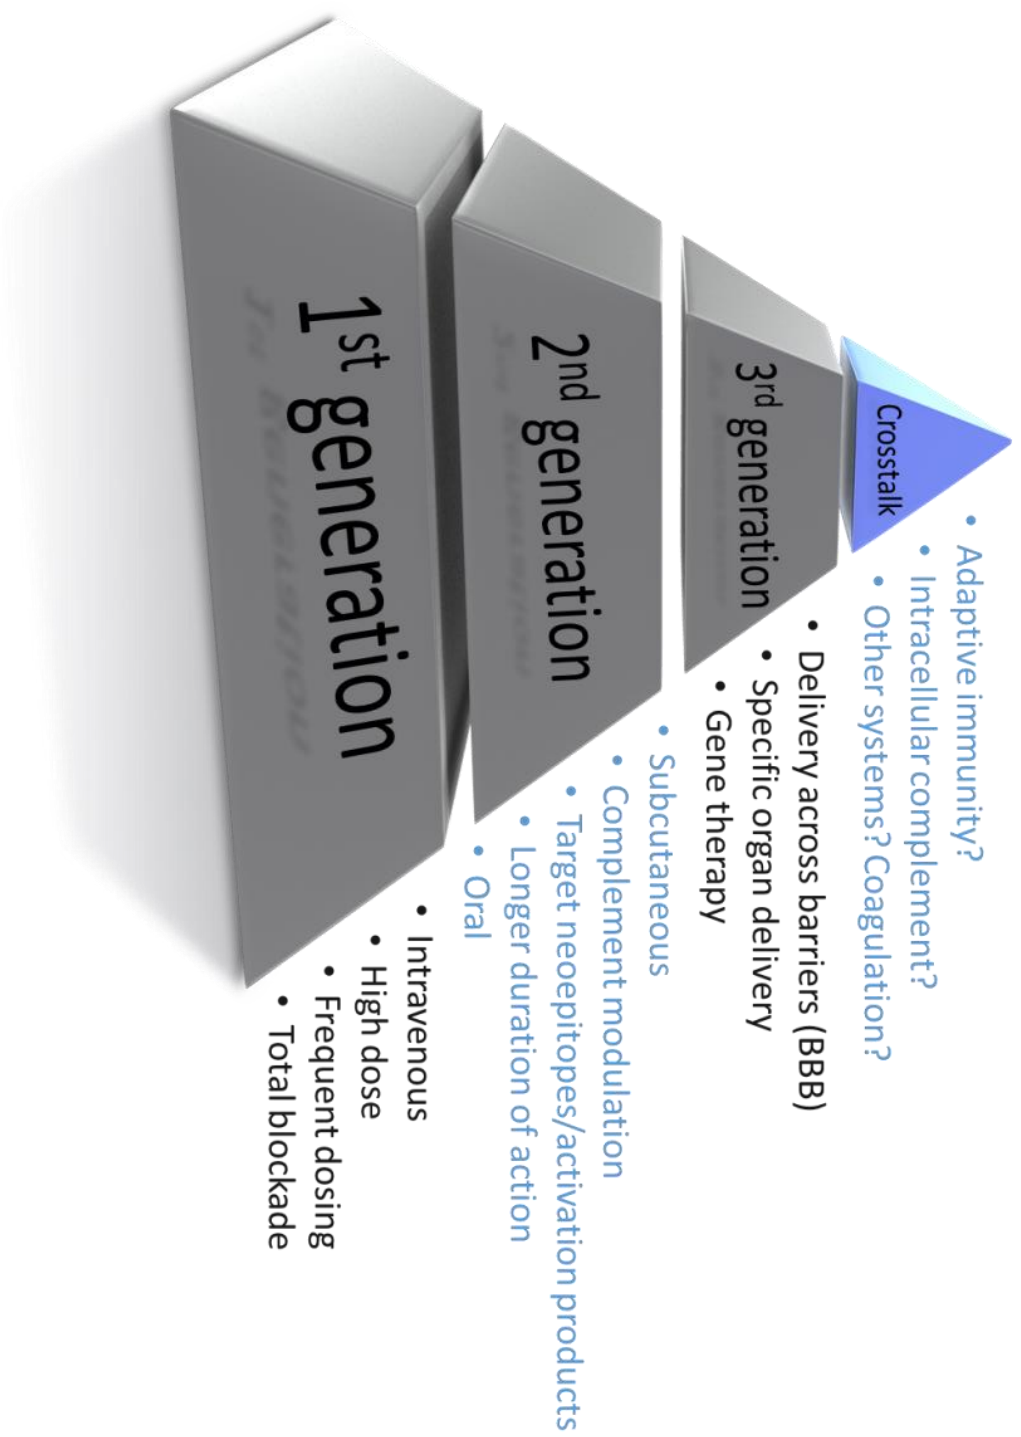 Crosstalk
• Adaptive immunity?
• Intracellular complement?
• Other systems? Coagulation?
3rd generation
• Delivery across barriers (BBB)
• Specific organ delivery
• Gene therapy
2nd generation
• Subcutaneous
• Complement modulation
• Target neoepitopes/activation products
• Longer duration of action
• Oral
1st generation
• Intravenous
• High dose
• Frequent dosing
• Total blockade